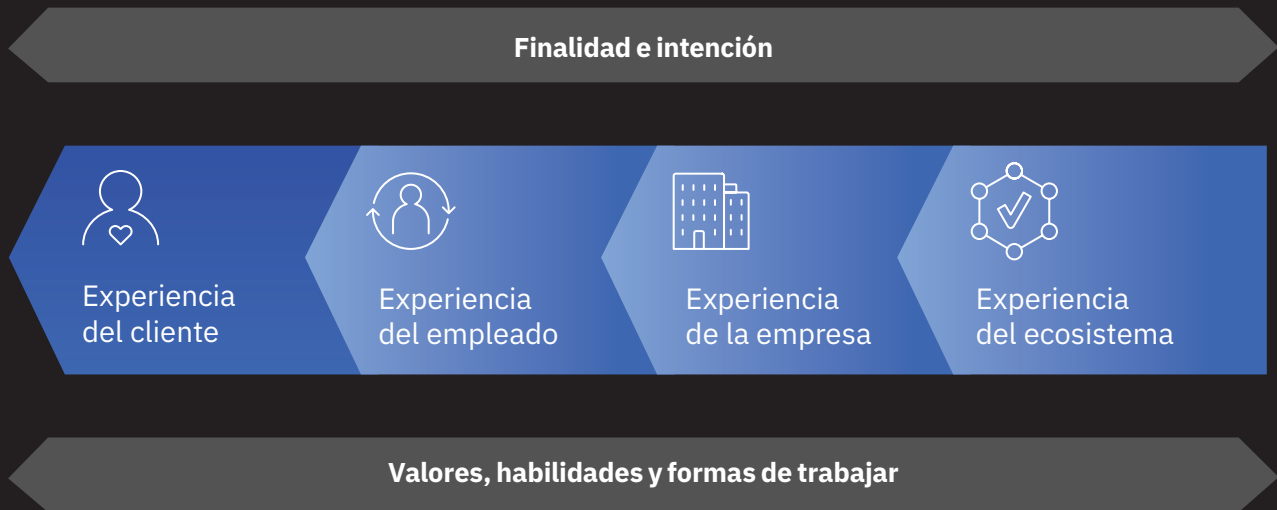 Finalidad e intención
Experiencia
del cliente
Experiencia
del empleado
Experiencia
de la empresa
Experiencia
del ecosistema
Valores, habilidades y formas de trabajar